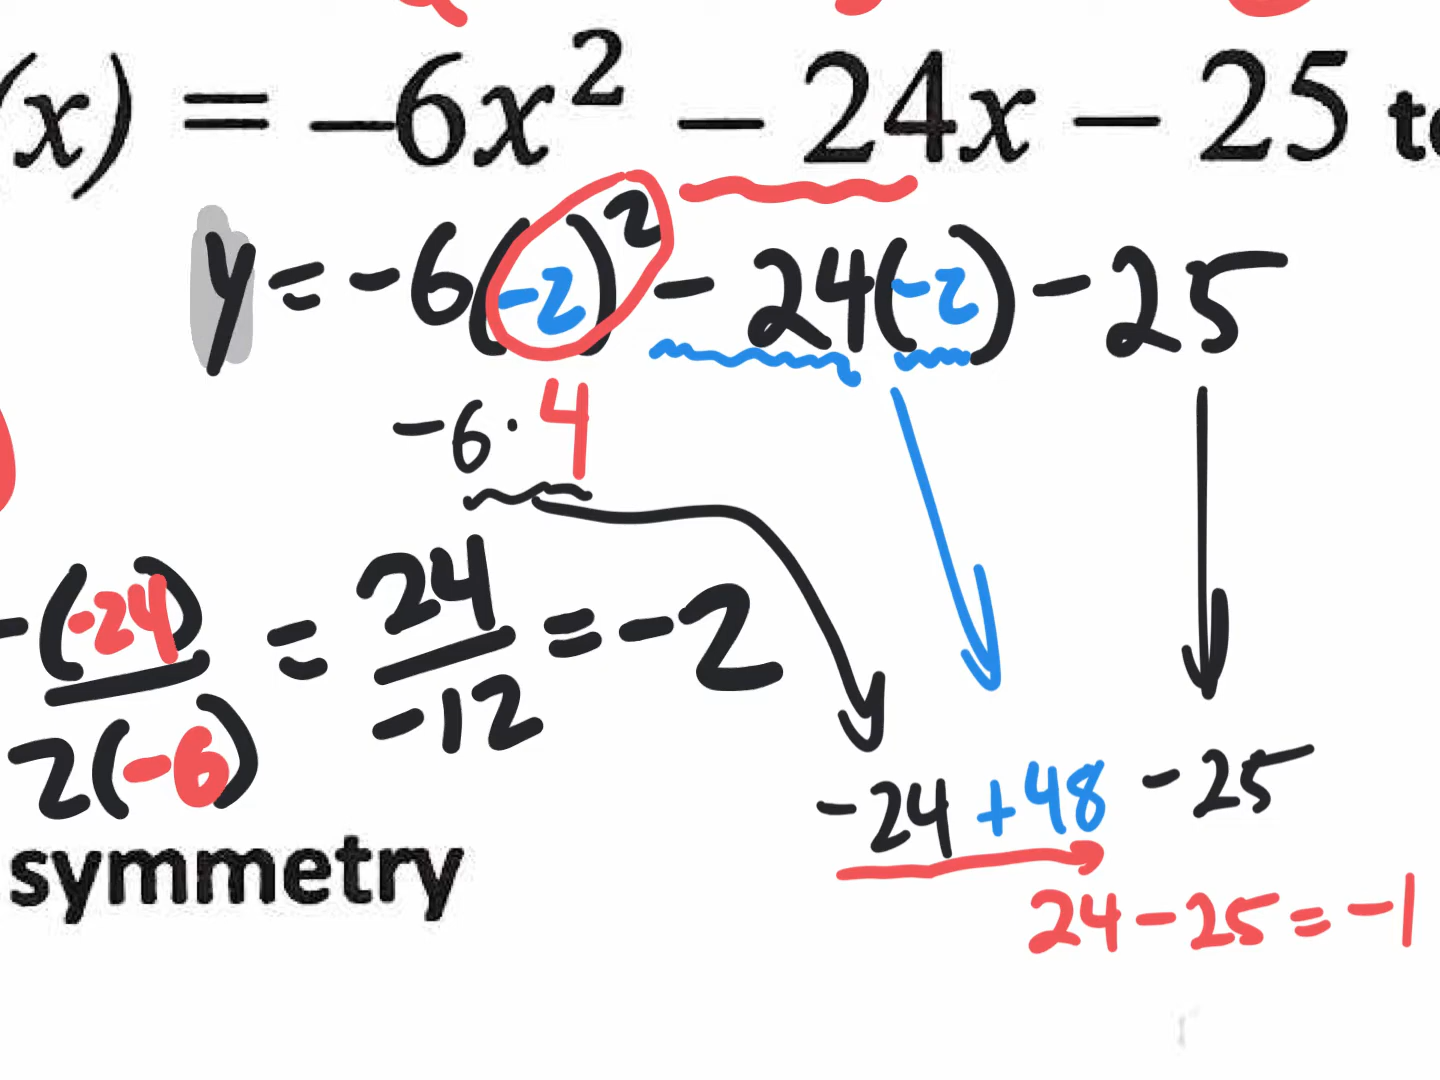 (x) = −6x² − 24x − 25 to
y = -6(-2)² - 24(-2) - 25
-6 · 4
-(-24)/2(-6) = 24/-12 = -2
-24 + 48 - 25
symmetry
24 - 25 = -1